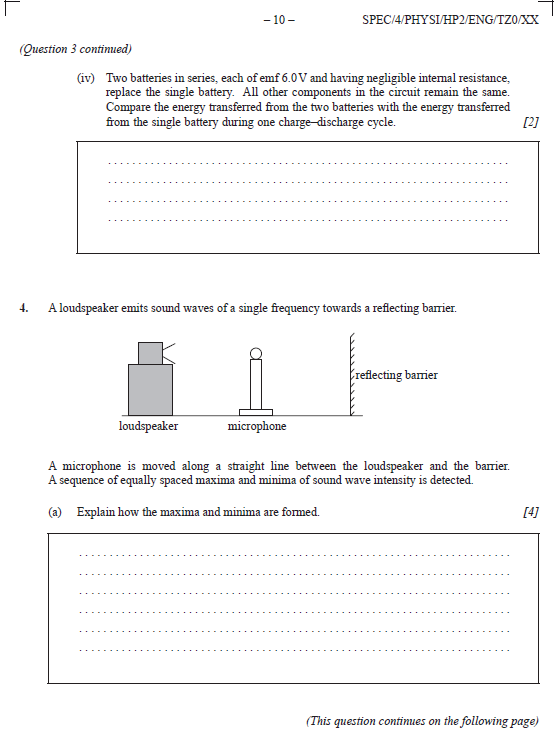 – 10 –
SPEC/4/PHYSI/HP2/ENG/TZ0/XX
(Question 3 continued)
(iv) Two batteries in series, each of emf 6.0 V and having negligible internal resistance,
replace the single battery. All other components in the circuit remain the same.
Compare the energy transferred from the two batteries with the energy transferred
from the single battery during one charge–discharge cycle. [2]
4. A loudspeaker emits sound waves of a single frequency towards a reflecting barrier.
reflecting barrier
loudspeaker
microphone
A microphone is moved along a straight line between the loudspeaker and the barrier.
A sequence of equally spaced maxima and minima of sound wave intensity is detected.
(a) Explain how the maxima and minima are formed. [4]
(This question continues on the following page)